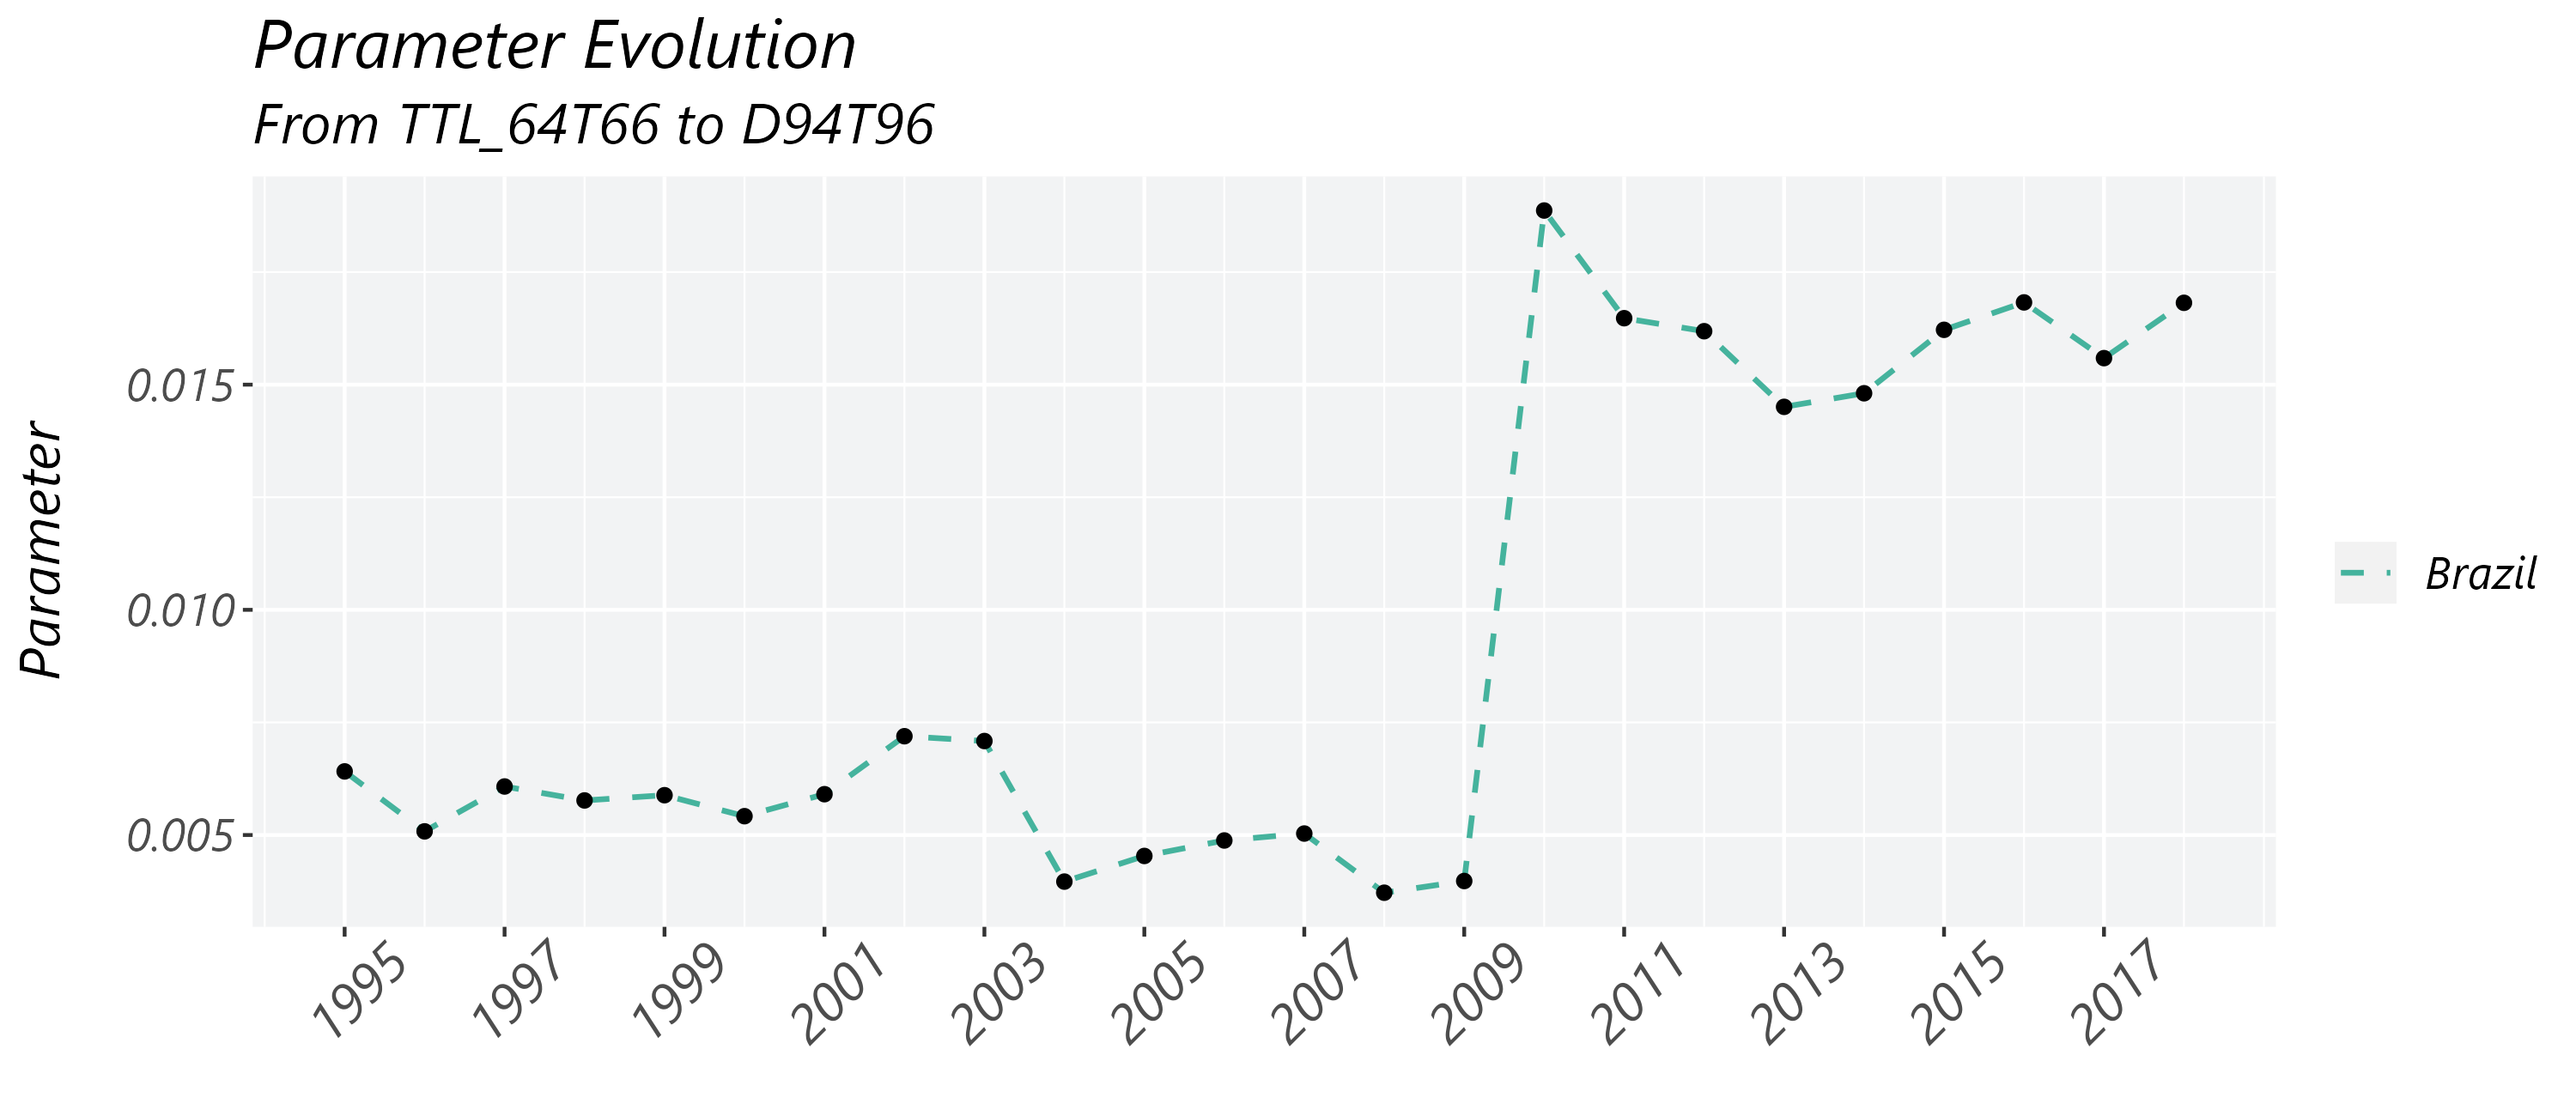 Parameter Evolution
From TTL_64T66 to D94T96
Parameter
0.015
0.010
0.005
1995 1997 1999 2001 2003 2005 2007 2009 2011 2013 2015 2017
Brazil